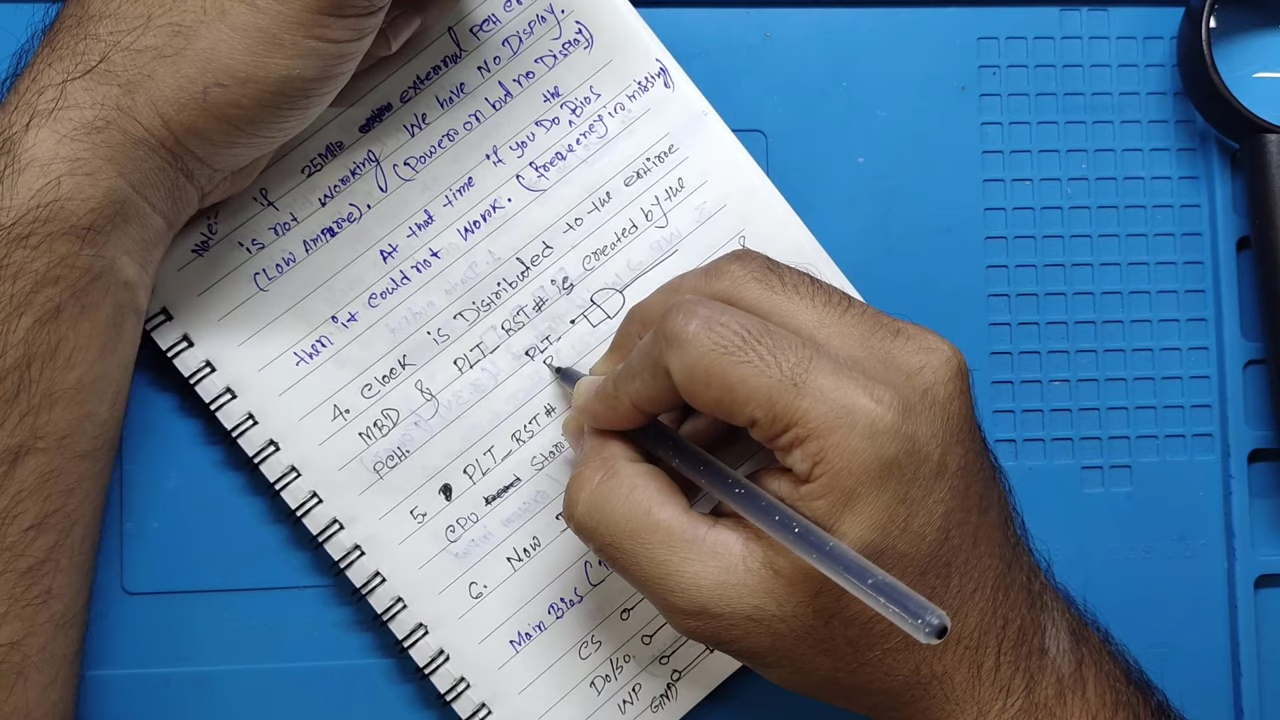 Note:- if 25MHz external PCH
is not working We have No Display.
(Low Ampere). (Power on but no Display)
At that time if you Do the Bios
then it could not work. (frequency is missing)
4. Clock is Distributed to the entire
MBD & PLT_RST# is created by the
PCH.
PLT_
R
&
5. PLT_RST#
CPU
6. Now
Main Bios (
CS
Do/so.
WP
GND